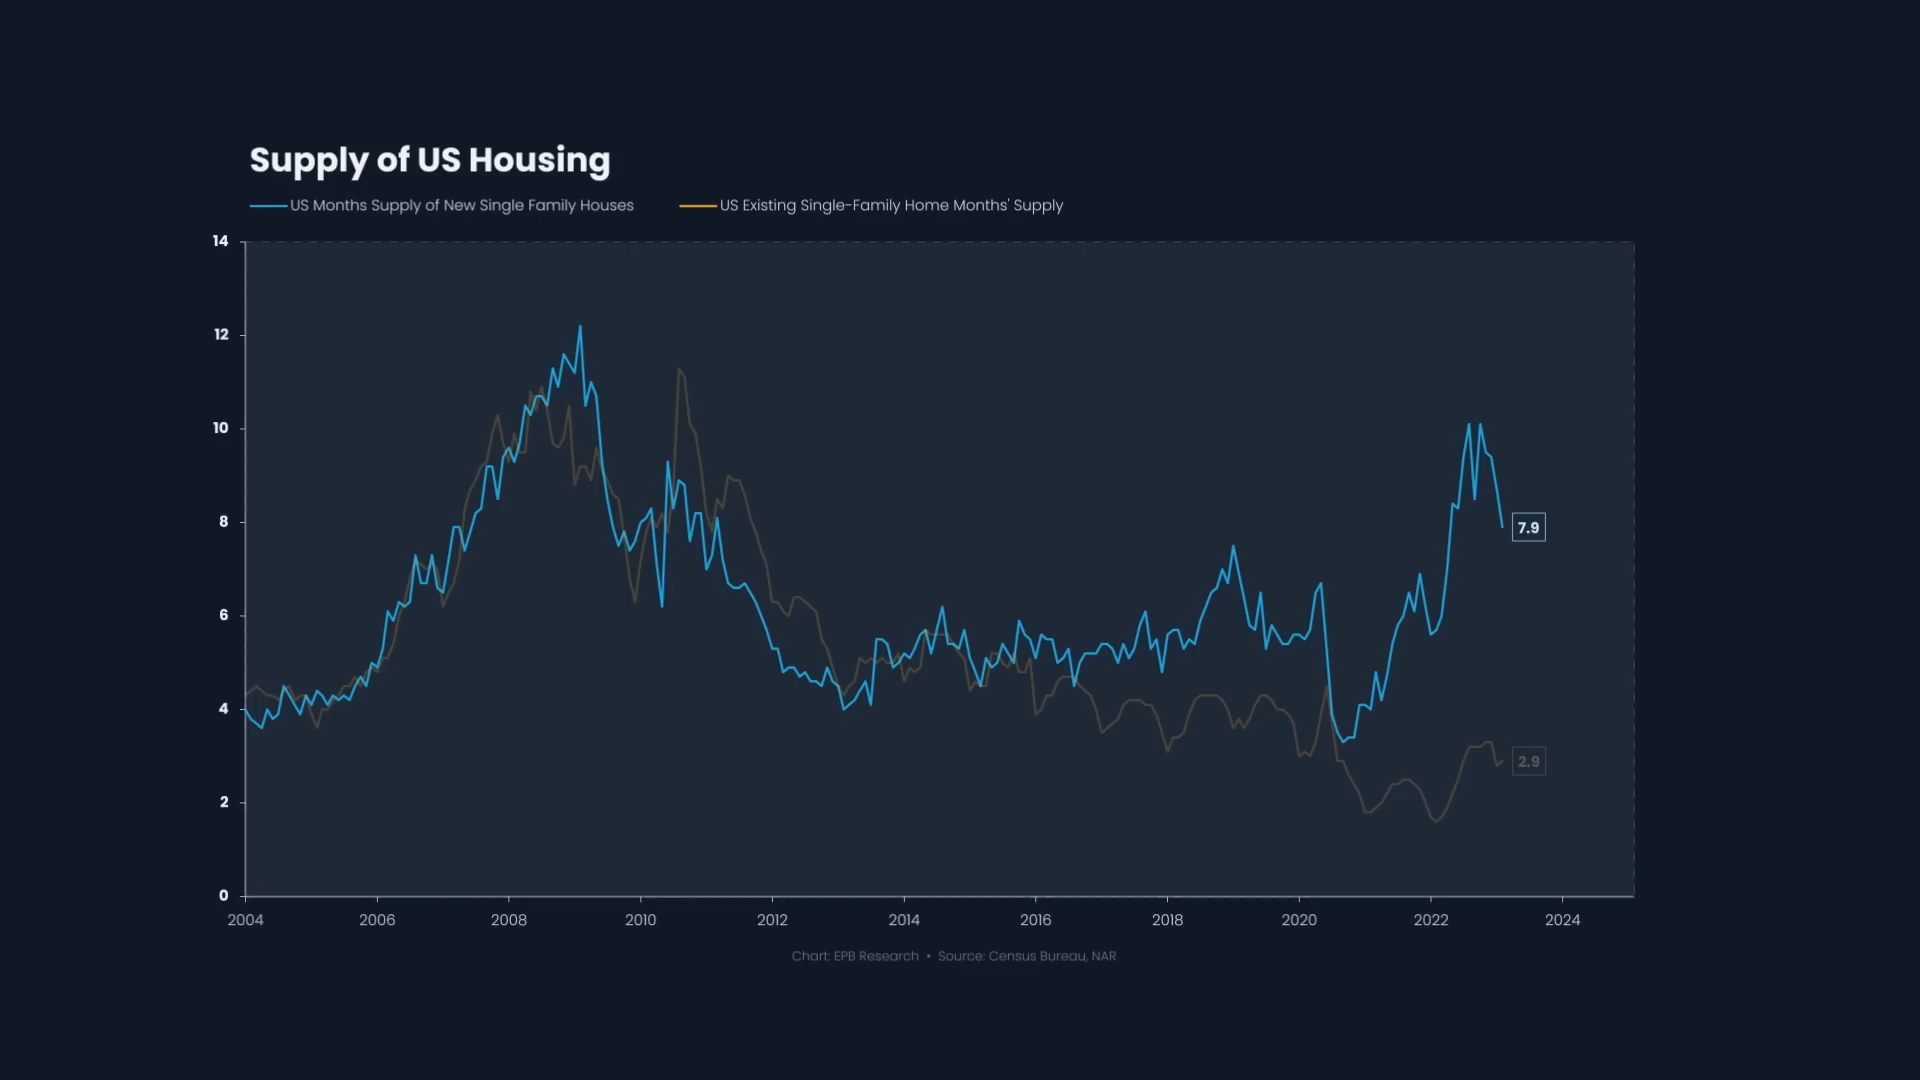 Supply of US Housing
US Months Supply of New Single Family Houses US Existing Single-Family Home Months' Supply
14
12
10
8
6
4
2
0
7.9
2.9
2004 2006 2008 2010 2012 2014 2016 2018 2020 2022 2024
Chart: EPB Research • Source: Census Bureau, NAR